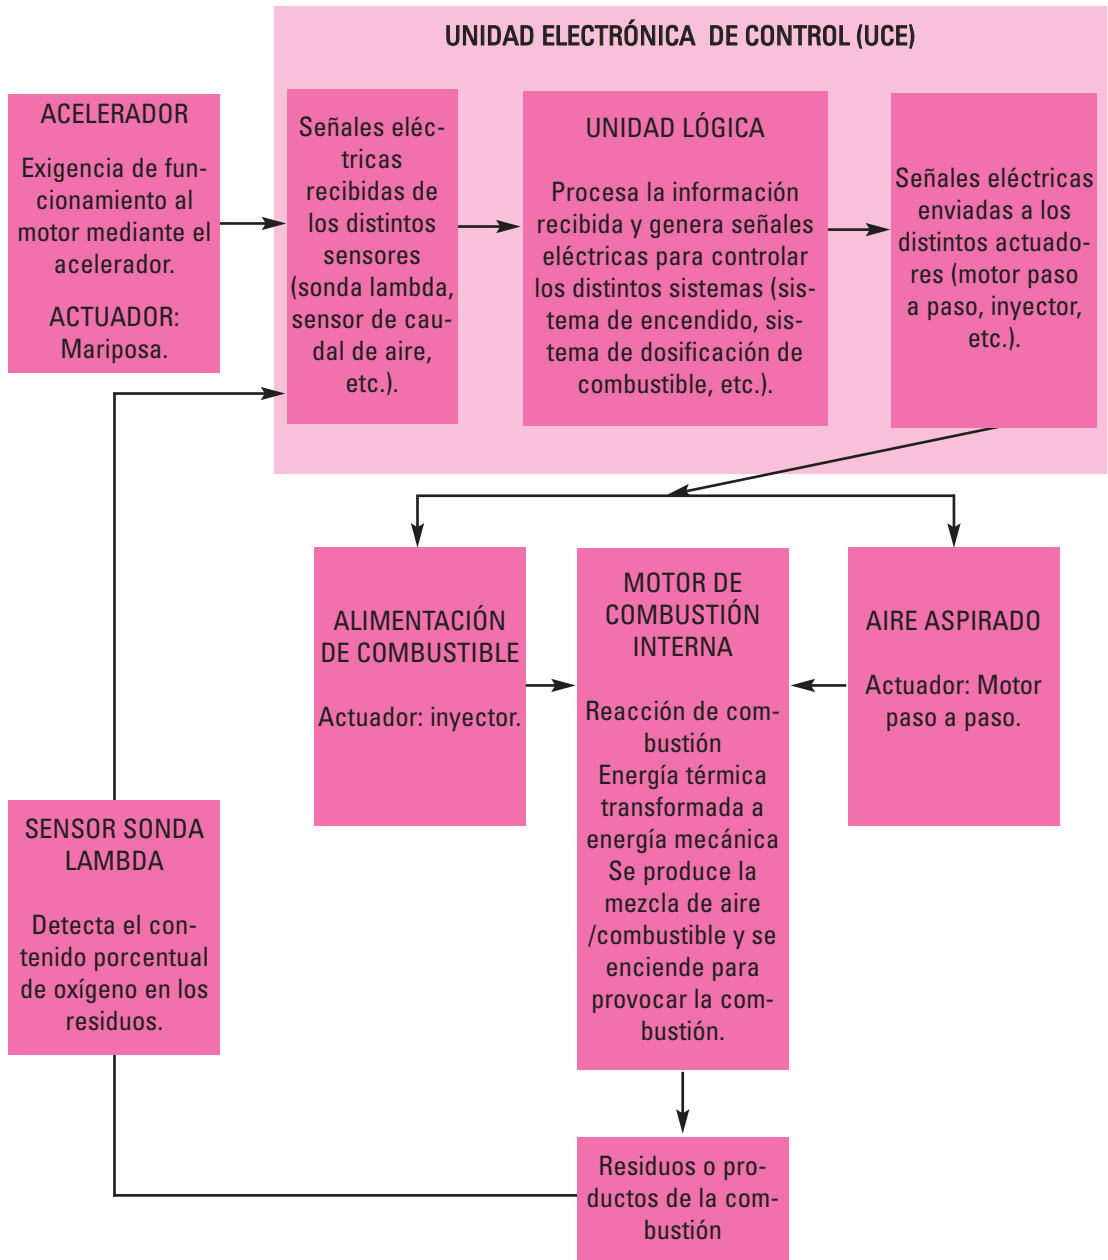 UNIDAD ELECTRÓNICA DE CONTROL (UCE)
ACELERADOR
Exigencia de fun-
cionamiento al
motor mediante el
acelerador.
ACTUADOR:
Mariposa.
Señales eléc-
tricas
recibidas de
los distintos
sensores
(sonda lambda,
sensor de cau-
dal de aire,
etc.).
UNIDAD LÓGICA
Procesa la información
recibida y genera señales
eléctricas para controlar
los distintos sistemas (sis-
tema de encendido, sis-
tema de dosificación de
combustible, etc.).
Señales eléctricas
enviadas a los
distintos actuado-
res (motor paso
a paso, inyector,
etc.).
ALIMENTACIÓN
DE COMBUSTIBLE
Actuador: inyector.
MOTOR DE
COMBUSTIÓN
INTERNA
Reacción de com-
bustión
Energía térmica
transformada a
energía mecánica
Se produce la
mezcla de aire
/combustible y se
enciende para
provocar la com-
bustión.
AIRE ASPIRADO
Actuador: Motor
paso a paso.
SENSOR SONDA
LAMBDA
Detecta el con-
tenido porcentual
de oxígeno en los
residuos.
Residuos o pro-
ductos de la com-
bustión